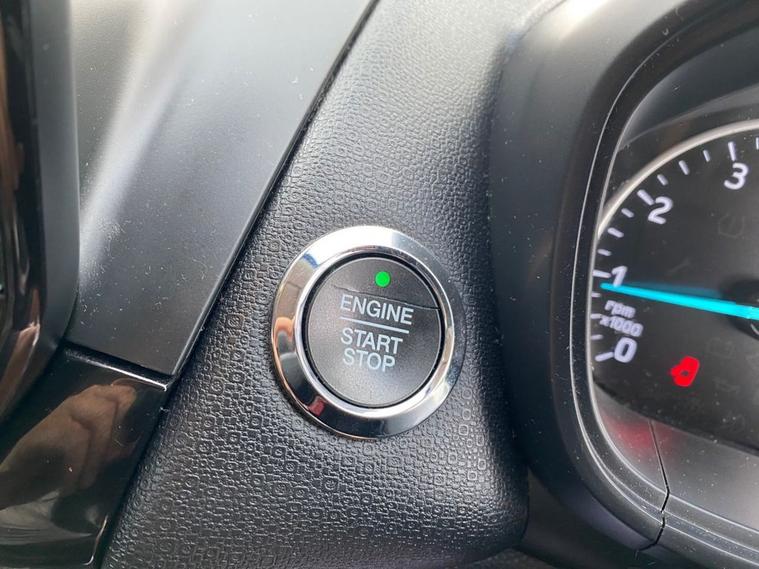 ENGINE
START
STOP
3
2
1
rpm
x1000
0